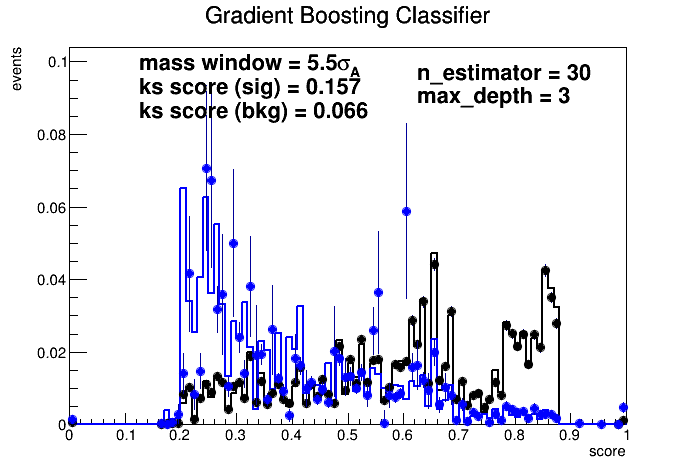 Gradient Boosting Classifier
events
mass window = 5.5σA
ks score (sig) = 0.157
ks score (bkg) = 0.066
n_estimator = 30
max_depth = 3
0.1
0.08
0.06
0.04
0.02
0
0 0.1 0.2 0.3 0.4 0.5 0.6 0.7 0.8 0.9 1
score